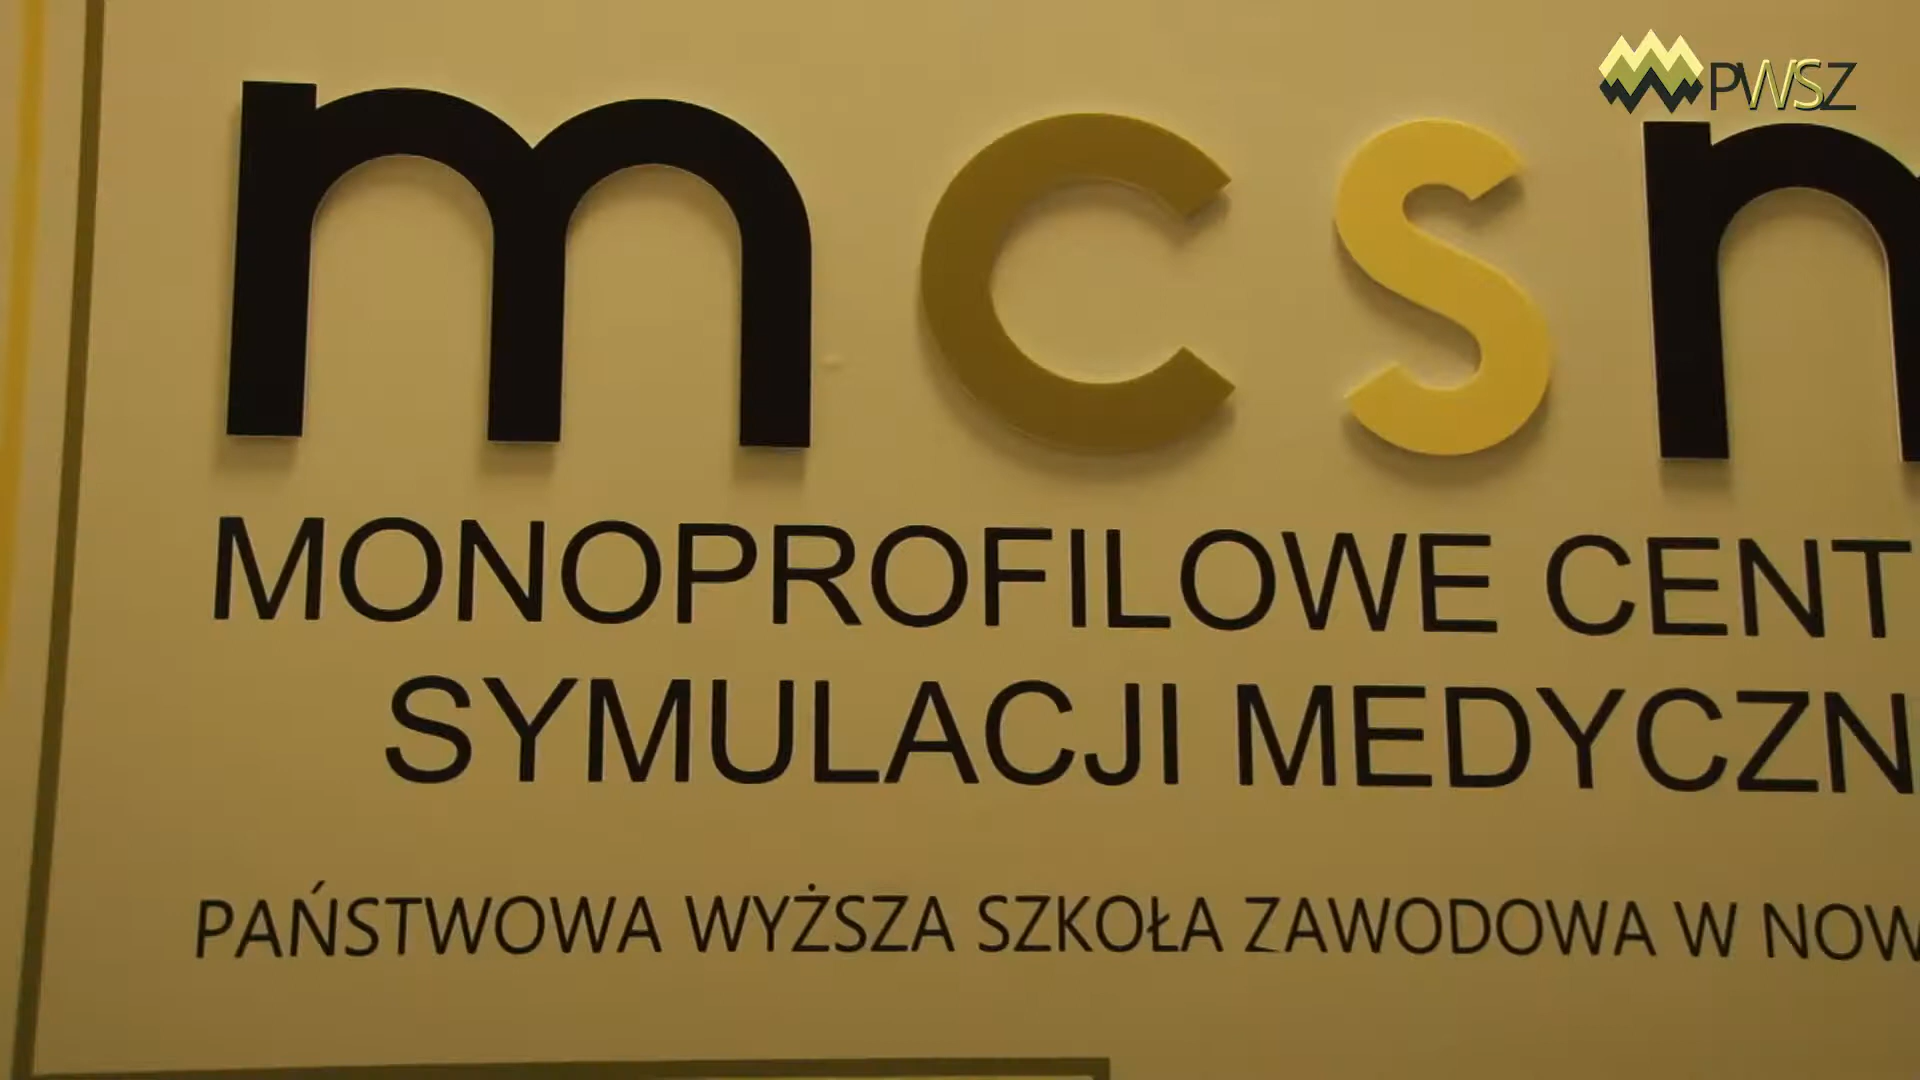 PWSZ
mcsm
MONOPROFILOWE CENT
SYMULACJI MEDYCZN
PAŃSTWOWA WYŻSZA SZKOŁA ZAWODOWA W NOW